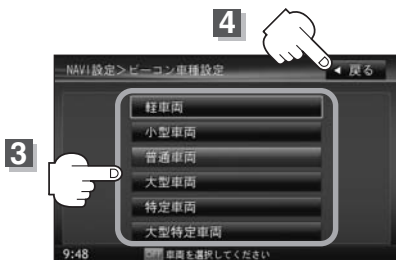 4
NAVI設定>ビーコン車種設定
◀ 戻る
3
軽車両
小型車両
普通車両
大型車両
特定車両
大型特定車両
9:48
OFF 車両を選択してください